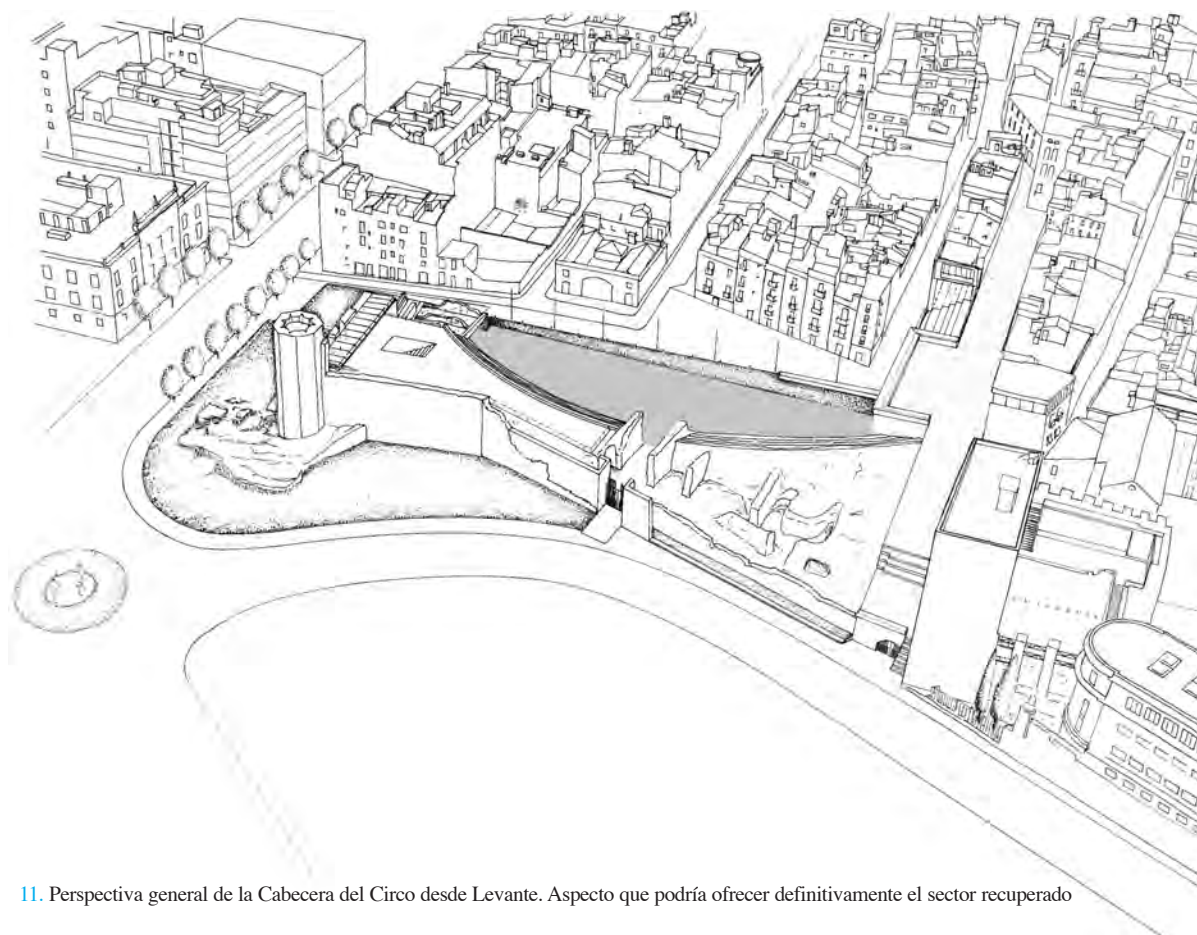 11. Perspectiva general de la Cabecera del Circo desde Levante. Aspecto que podría ofrecer definitivamente el sector recuperado